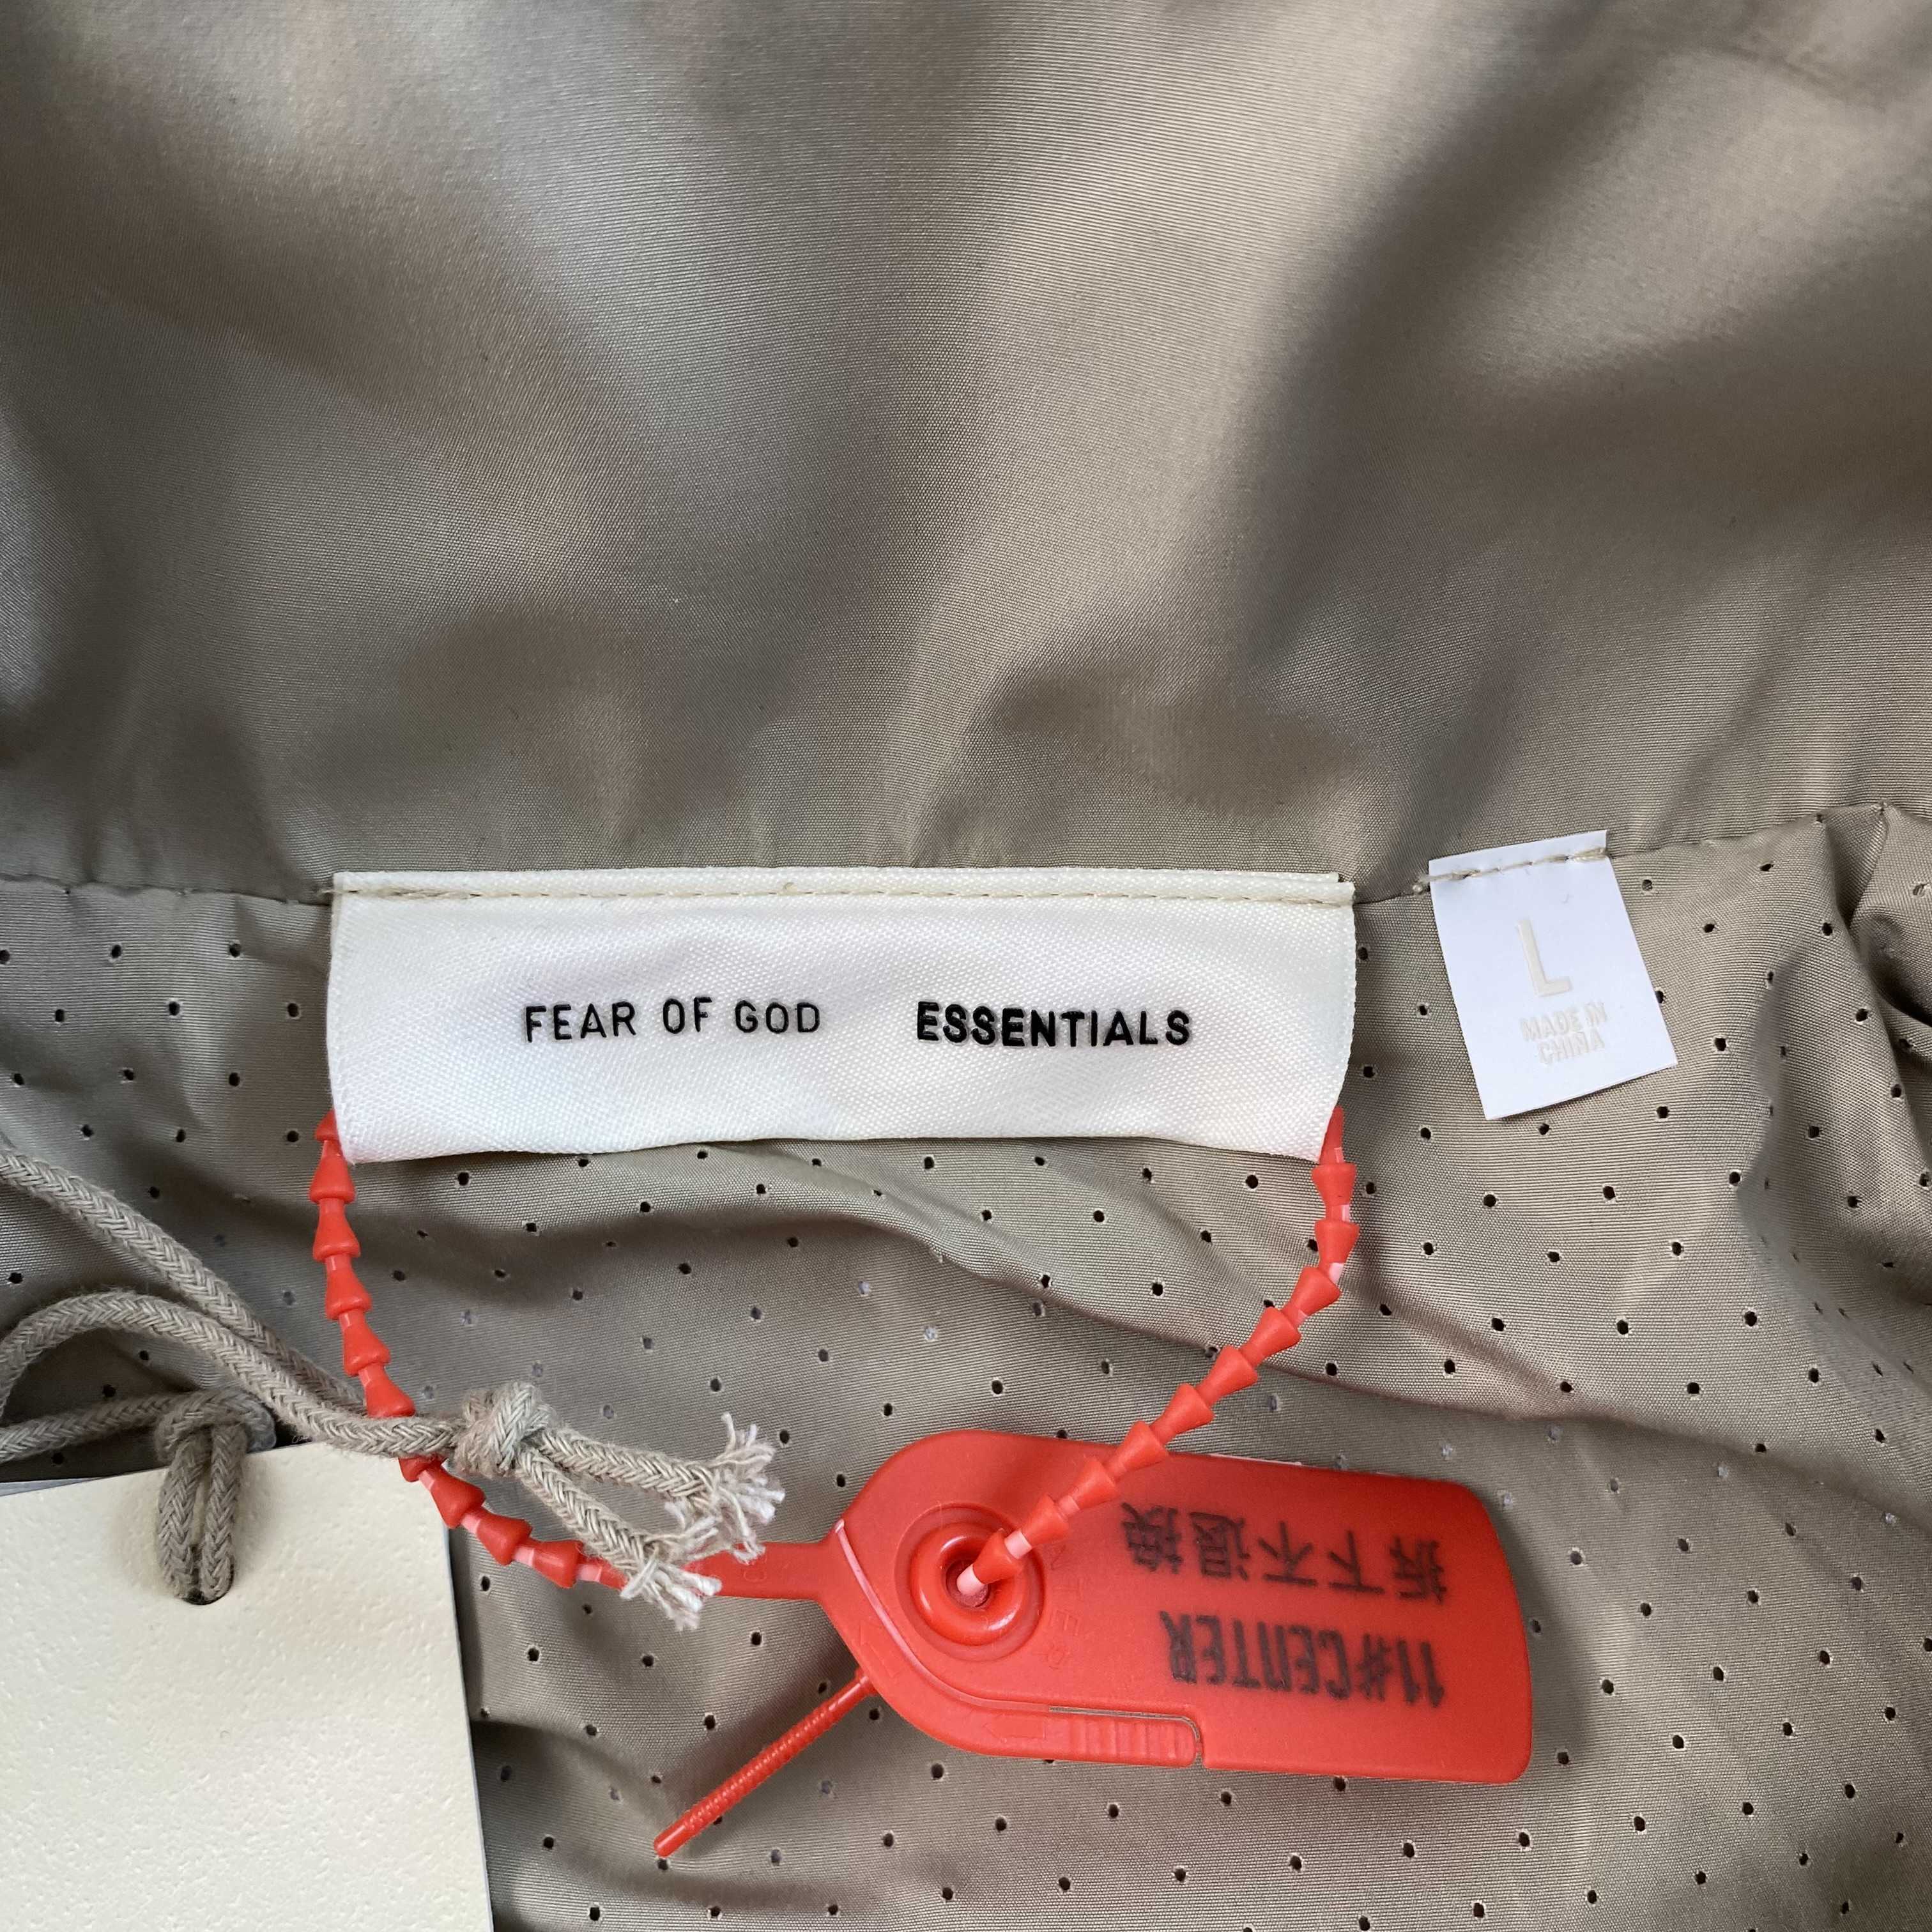 FEAR OF GOD ESSENTIALS
L
MADE IN
CHINA
拆下不退换
11#CENTER